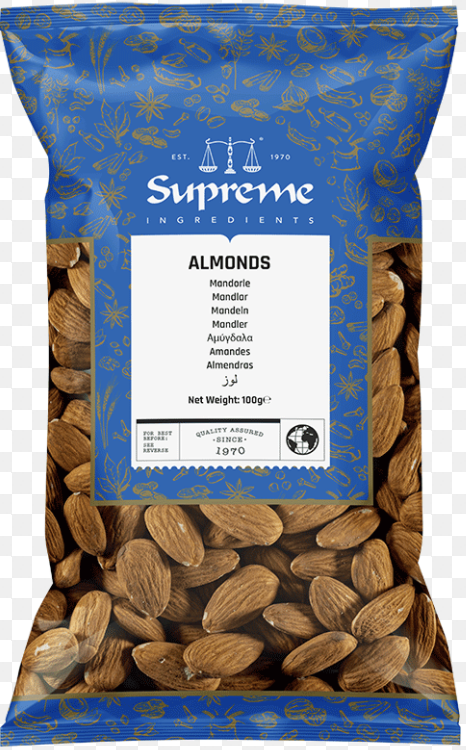 EST. 1970
Supreme
INGREDIENTS
ALMONDS
Mandorle
Mandlar
Mandeln
Mandler
Αμύγδαλα
Amandes
Almendras
لوز
Net Weight: 100g℮
FOR BEST
BEFORE:
SEE
REVERSE
QUALITY ASSURED
·SINCE·
1970